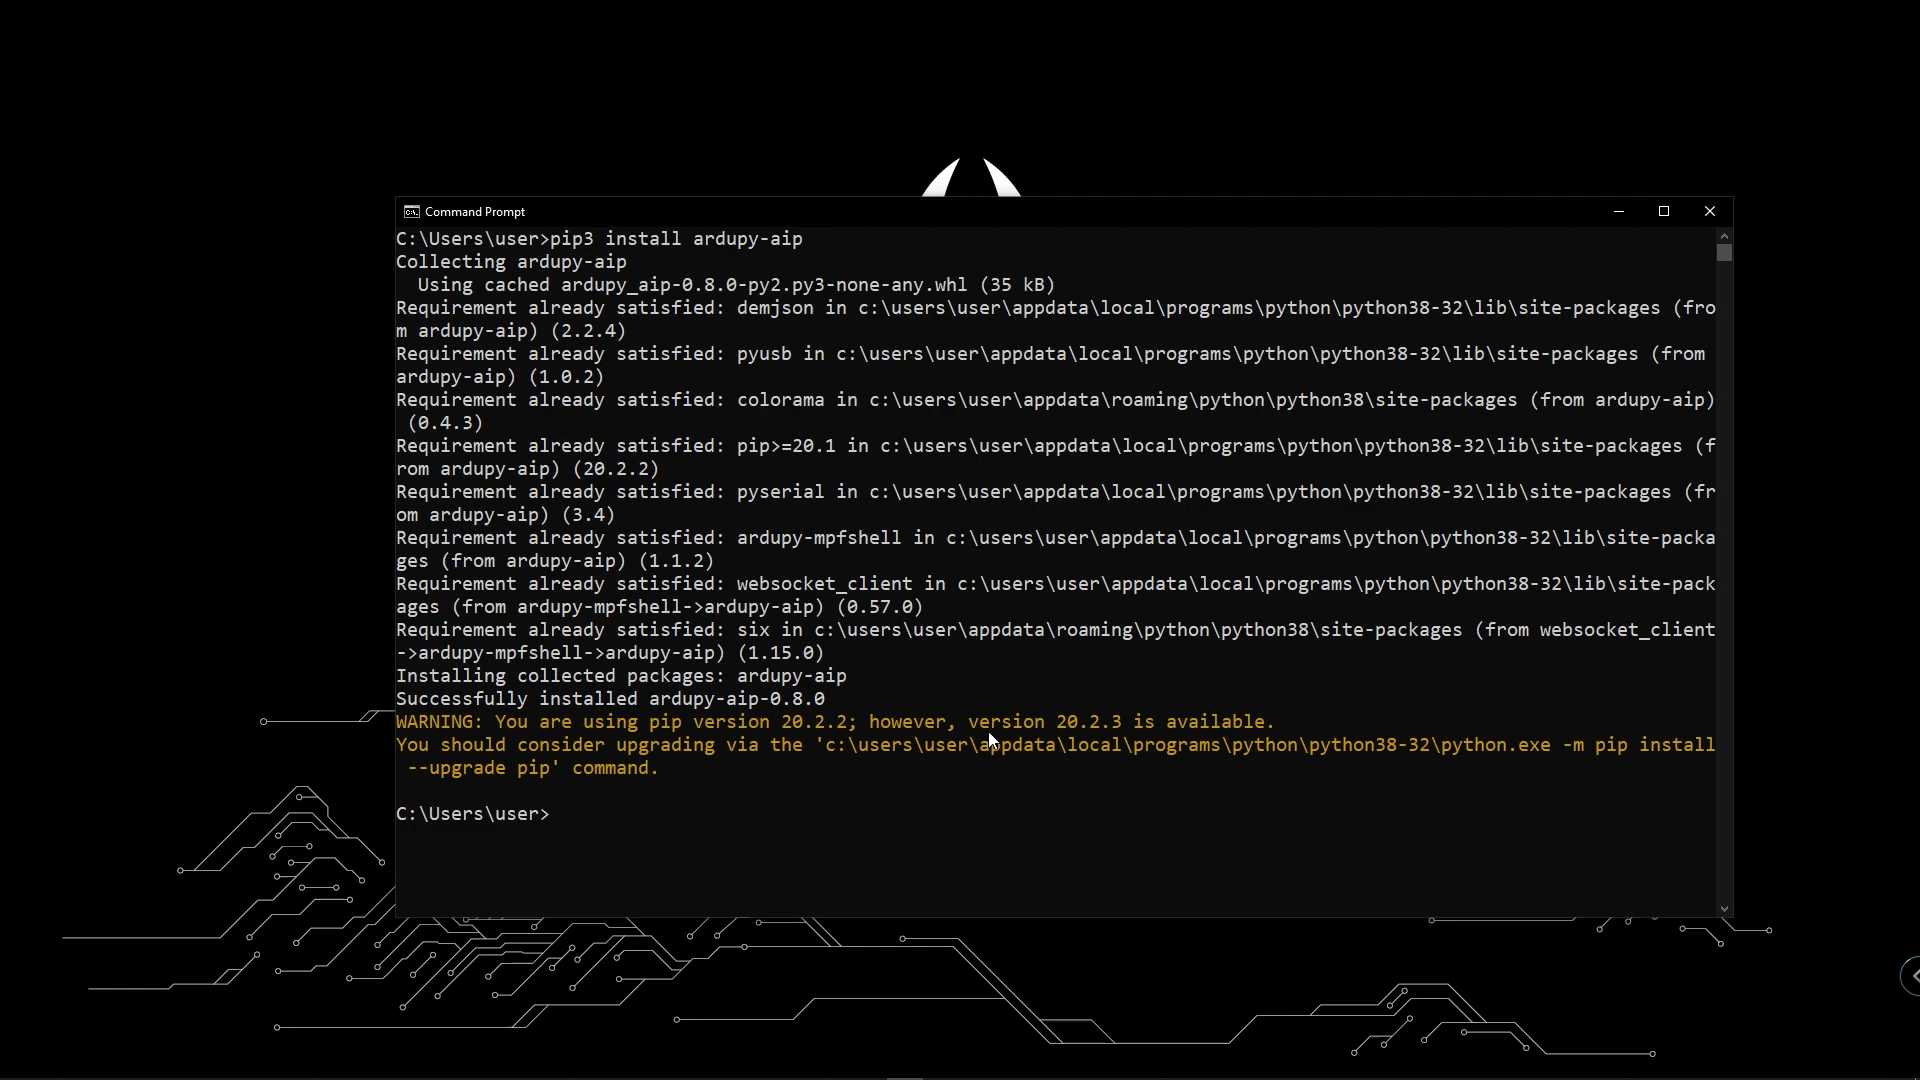 Command Prompt
C:\Users\user>pip3 install ardupy-aip
Collecting ardupy-aip
  Using cached ardupy_aip-0.8.0-py2.py3-none-any.whl (35 kB)
Requirement already satisfied: demjson in c:\users\user\appdata\local\programs\python\python38-32\lib\site-packages (fro
m ardupy-aip) (2.2.4)
Requirement already satisfied: pyusb in c:\users\user\appdata\local\programs\python\python38-32\lib\site-packages (from
ardupy-aip) (1.0.2)
Requirement already satisfied: colorama in c:\users\user\appdata\roaming\python\python38\site-packages (from ardupy-aip)
 (0.4.3)
Requirement already satisfied: pip>=20.1 in c:\users\user\appdata\local\programs\python\python38-32\lib\site-packages (f
rom ardupy-aip) (20.2.2)
Requirement already satisfied: pyserial in c:\users\user\appdata\local\programs\python\python38-32\lib\site-packages (fr
om ardupy-aip) (3.4)
Requirement already satisfied: ardupy-mpfshell in c:\users\user\appdata\local\programs\python\python38-32\lib\site-packa
ges (from ardupy-aip) (1.1.2)
Requirement already satisfied: websocket_client in c:\users\user\appdata\local\programs\python\python38-32\lib\site-pack
ages (from ardupy-mpfshell->ardupy-aip) (0.57.0)
Requirement already satisfied: six in c:\users\user\appdata\roaming\python\python38\site-packages (from websocket_client
->ardupy-mpfshell->ardupy-aip) (1.15.0)
Installing collected packages: ardupy-aip
Successfully installed ardupy-aip-0.8.0
WARNING: You are using pip version 20.2.2; however, version 20.2.3 is available.
You should consider upgrading via the 'c:\users\user\appdata\local\programs\python\python38-32\python.exe -m pip install
 --upgrade pip' command.
C:\Users\user>